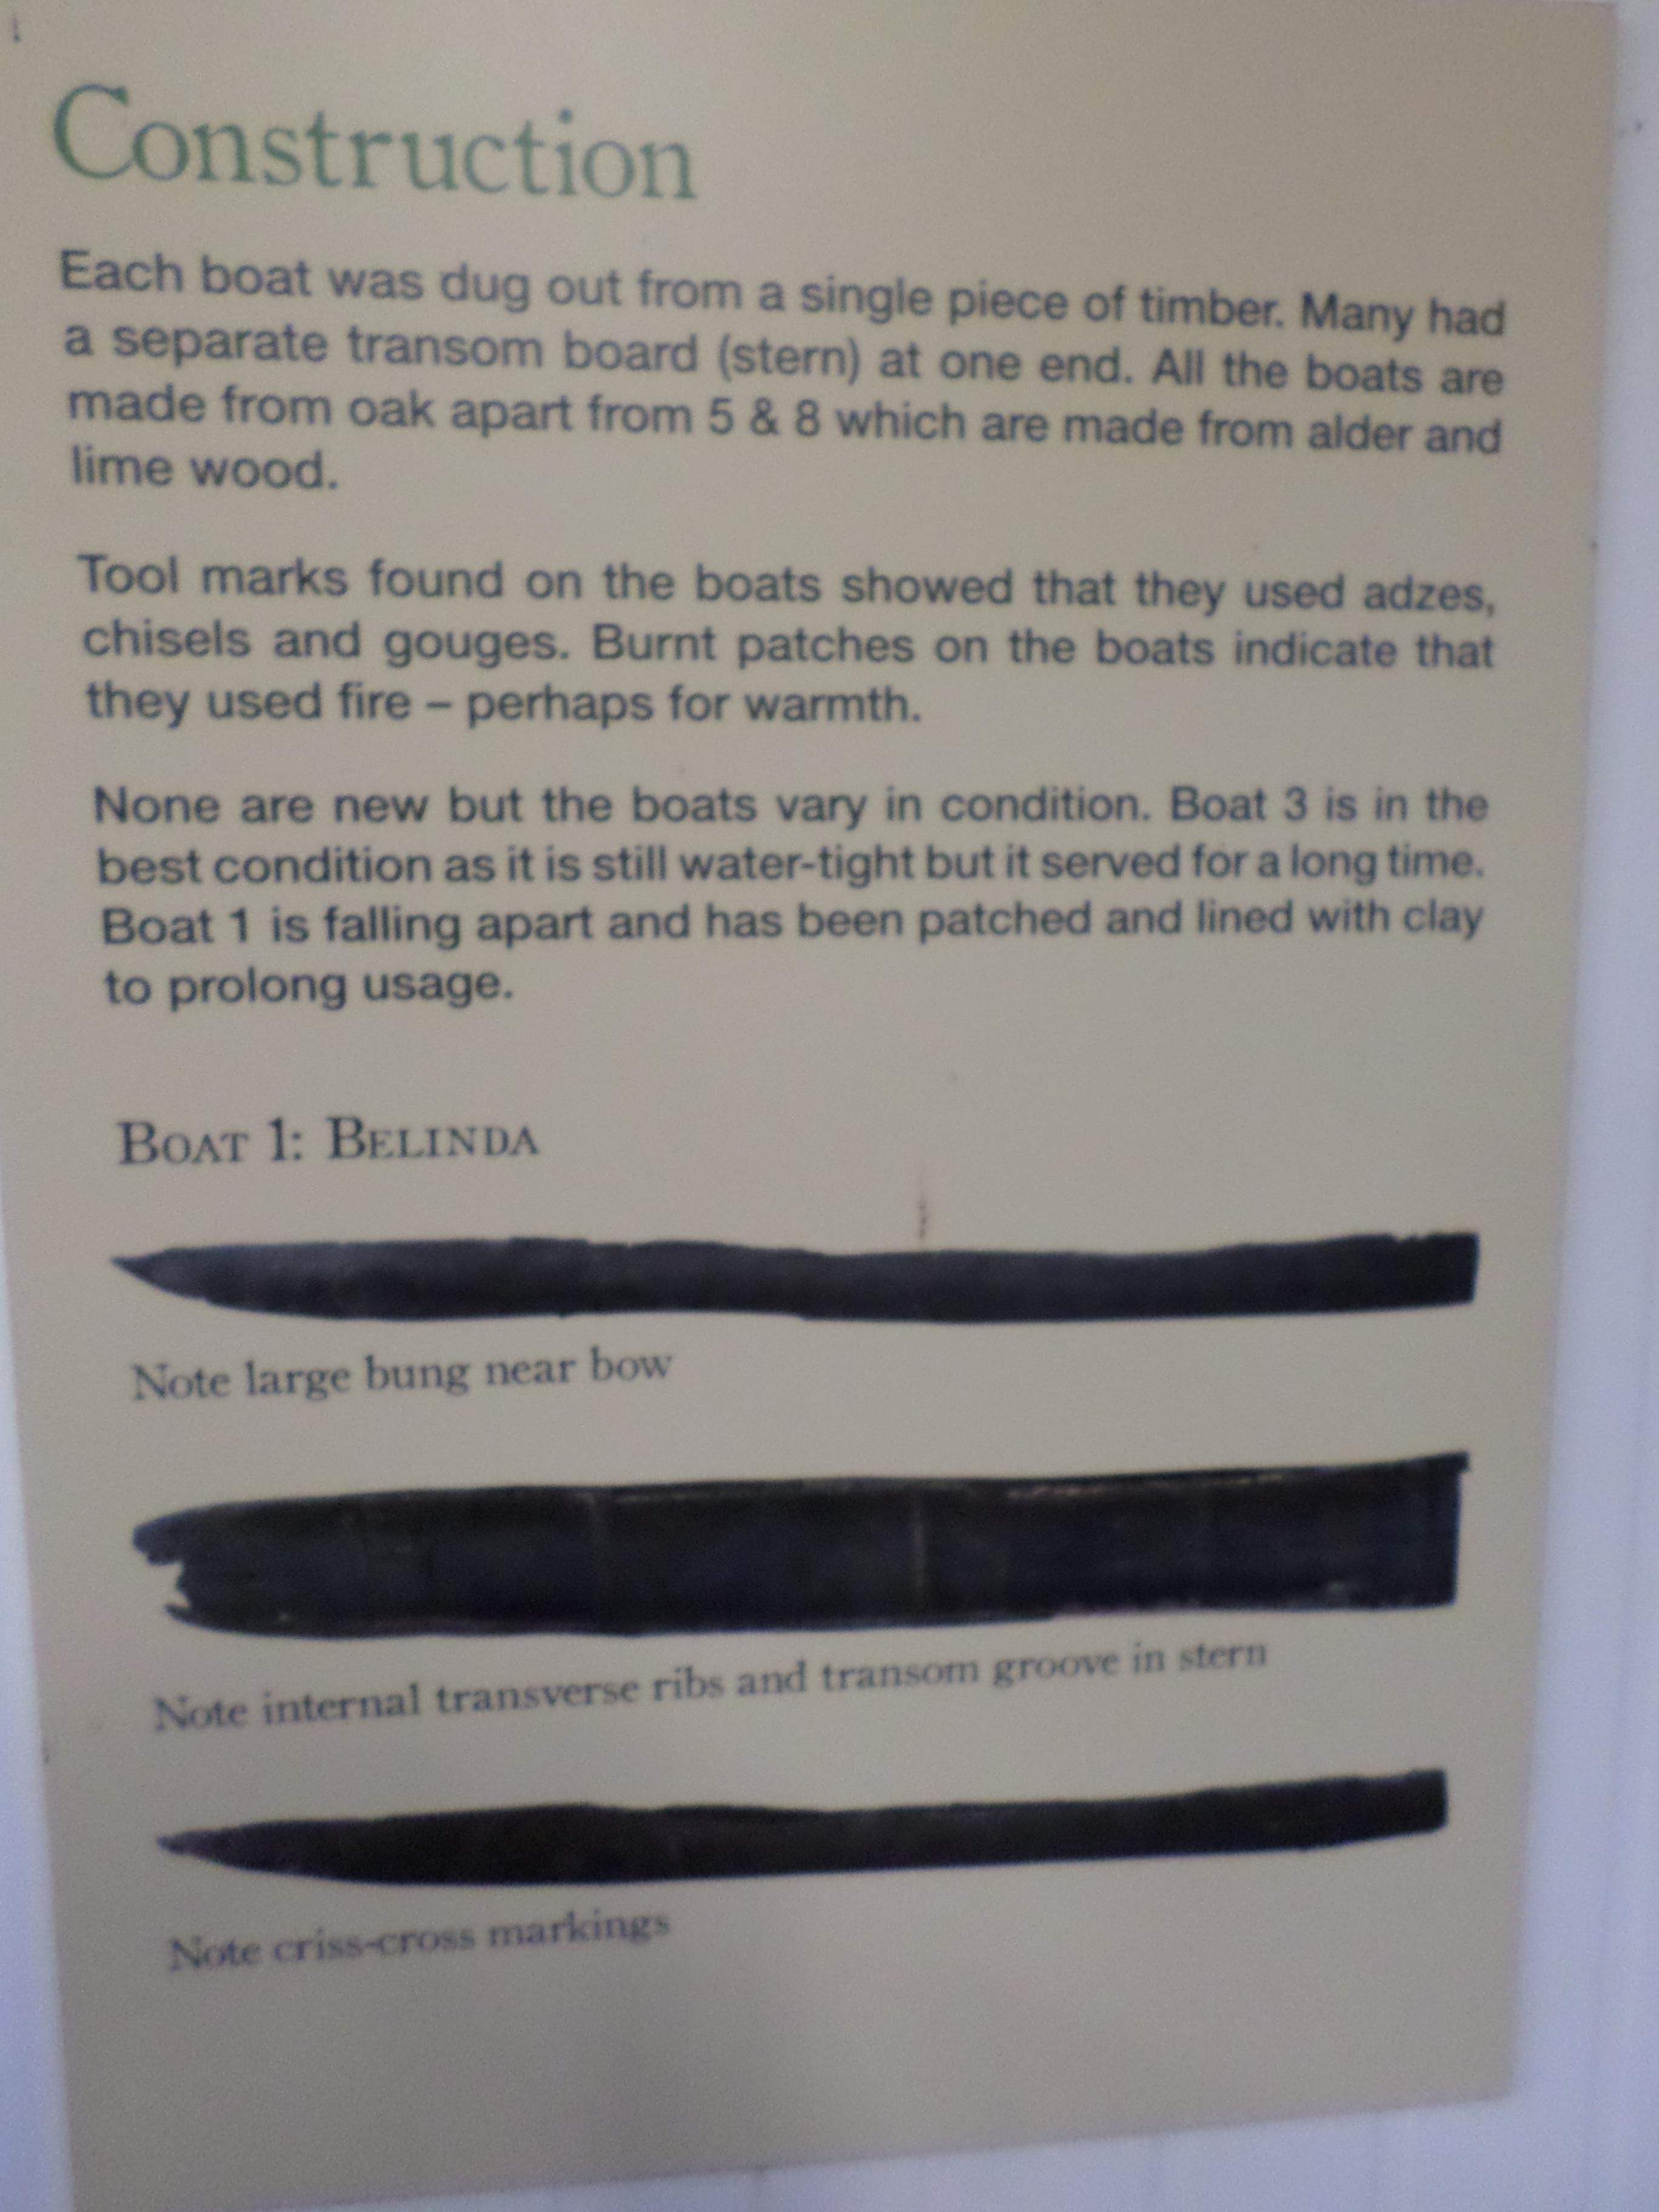 Construction
Each boat was dug out from a single piece of timber. Many had
a separate transom board (stern) at one end. All the boats are
made from oak apart from 5 & 8 which are made from alder and
lime wood.
Tool marks found on the boats showed that they used adzes,
chisels and gouges. Burnt patches on the boats indicate that
they used fire – perhaps for warmth.
None are new but the boats vary in condition. Boat 3 is in the
best condition as it is still water-tight but it served for a long time.
Boat 1 is falling apart and has been patched and lined with clay
to prolong usage.
BOAT 1: BELINDA
Note large bung near bow
Note internal transverse ribs and transom groove in stern
Note criss-cross markings